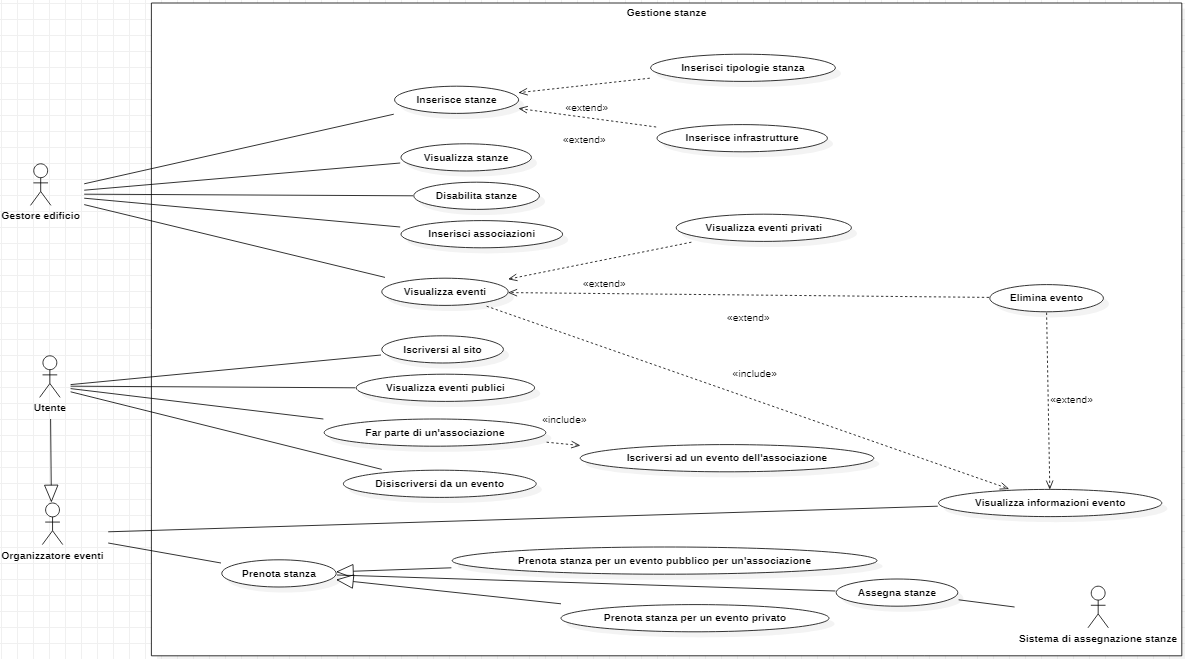 Gestione stanze
Inserisci tipologie stanza
Inserisce stanze
«extend»
Inserisce infrastrutture
«extend»
Visualizza stanze
Disabilita stanze
Gestore edificio
Inserisci associazioni
Visualizza eventi privati
«extend»
Visualizza eventi
Elimina evento
«extend»
Iscriversi al sito
«include»
Visualizza eventi publici
«extend»
Utente
«include»
Far parte di un'associazione
Iscriversi ad un evento dell'associazione
Disiscriversi da un evento
Visualizza informazioni evento
Organizzatore eventi
Prenota stanza per un evento pubblico per un'associazione
Prenota stanza
Assegna stanze
Prenota stanza per un evento privato
Sistema di assegnazione stanze